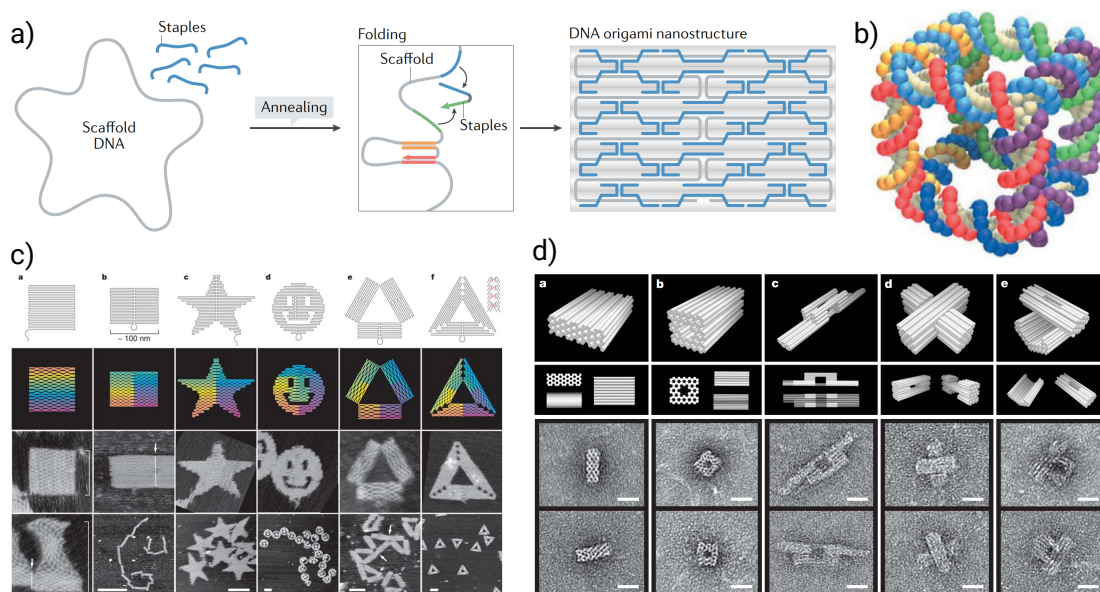 a)
Staples
Scaffold
DNA
Annealing
Folding
Scaffold
Staples
DNA origami nanostructure
b)
c)
a
b
c
d
e
f
~ 100 nm
d)
a
b
c
d
e